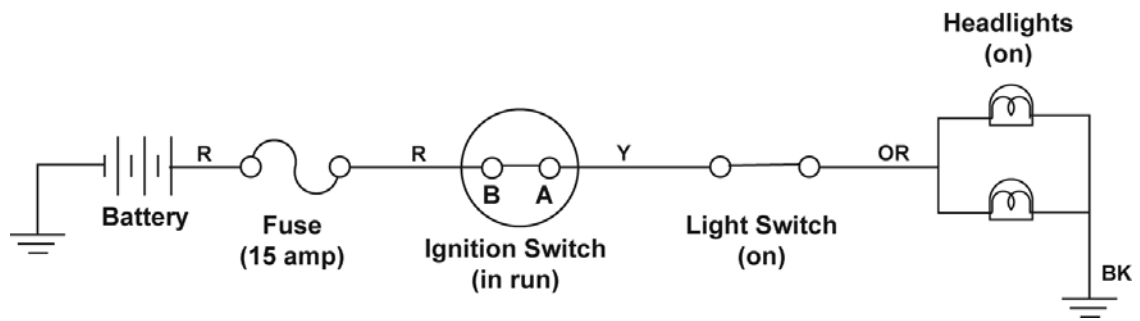 Headlights
(on)
R
R
Y
OR
B
A
Battery
Fuse
(15 amp)
Ignition Switch
(in run)
Light Switch
(on)
BK